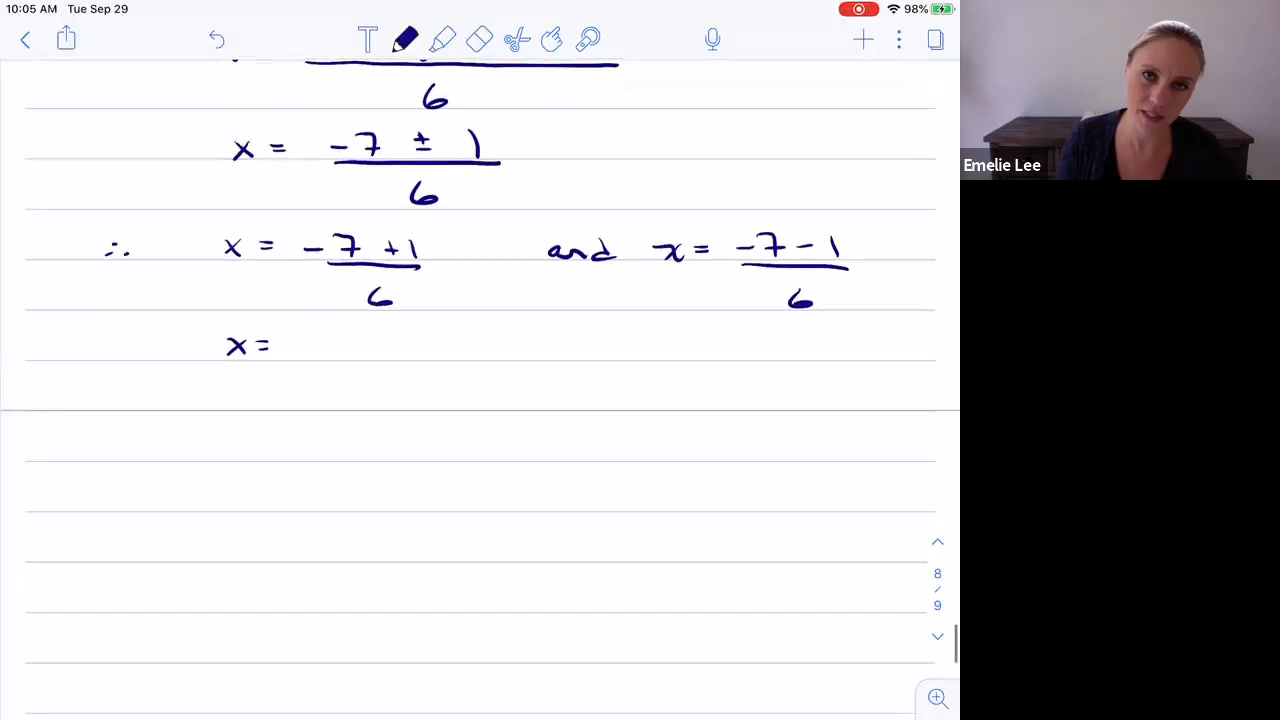 10:05 AM Tue Sep 29 98%
T
6
x = -7 ± 1
6
∴ x = -7 + 1 and x = -7 - 1
6 6
x =
8
/
9
Emelie Lee